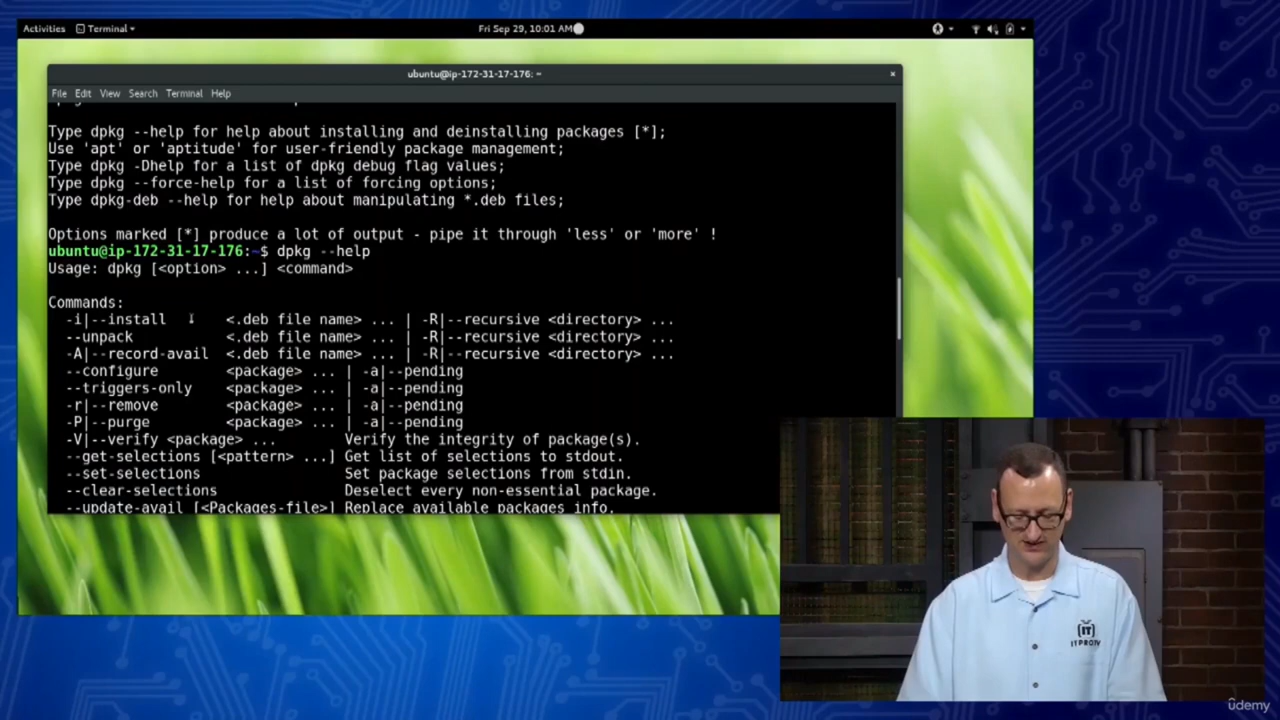 Activities Terminal Fri Sep 29, 10:01 AM
ubuntu@ip-172-31-17-176: ~ ×
File Edit View Search Terminal Help
Type dpkg --help for help about installing and deinstalling packages [*];
Use 'apt' or 'aptitude' for user-friendly package management;
Type dpkg -Dhelp for a list of dpkg debug flag values;
Type dpkg --force-help for a list of forcing options;
Type dpkg-deb --help for help about manipulating *.deb files;
Options marked [*] produce a lot of output - pipe it through 'less' or 'more' !
ubuntu@ip-172-31-17-176:~$ dpkg --help
Usage: dpkg [<option> ...] <command>
Commands:
-i|--install <.deb file name> ... | -R|--recursive <directory> ...
--unpack <.deb file name> ... | -R|--recursive <directory> ...
-A|--record-avail <.deb file name> ... | -R|--recursive <directory> ...
--configure <package> ... | -a|--pending
--triggers-only <package> ... | -a|--pending
-r|--remove <package> ... | -a|--pending
-P|--purge <package> ... | -a|--pending
-V|--verify <package> ... Verify the integrity of package(s).
--get-selections [<pattern> ...] Get list of selections to stdout.
--set-selections Set package selections from stdin.
--clear-selections Deselect every non-essential package.
--update-avail [<Packages-file>] Replace available packages info.
IT
ITPROTV
ûdemy